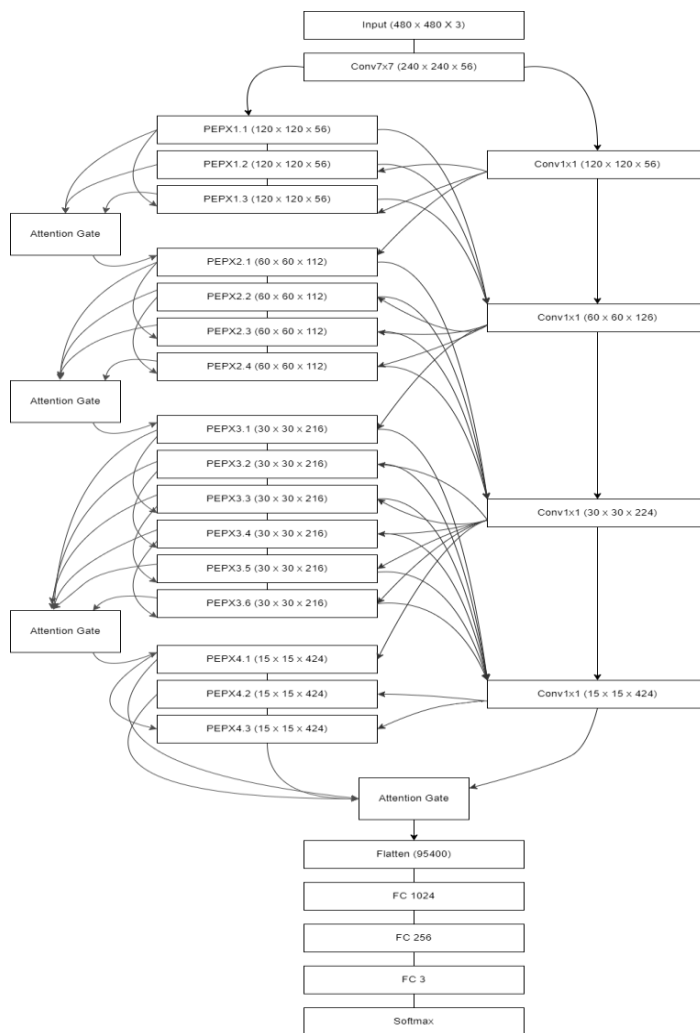 Input (480 x 480 X 3)
Conv7x7 (240 x 240 x 56)
PEPX1.1 (120 x 120 x 56)
PEPX1.2 (120 x 120 x 56)
Conv1x1 (120 x 120 x 56)
PEPX1.3 (120 x 120 x 56)
Attention Gate
PEPX2.1 (60 x 60 x 112)
PEPX2.2 (60 x 60 x 112)
Conv1x1 (60 x 60 x 126)
PEPX2.3 (60 x 60 x 112)
PEPX2.4 (60 x 60 x 112)
Attention Gate
PEPX3.1 (30 x 30 x 216)
PEPX3.2 (30 x 30 x 216)
PEPX3.3 (30 x 30 x 216)
Conv1x1 (30 x 30 x 224)
PEPX3.4 (30 x 30 x 216)
PEPX3.5 (30 x 30 x 216)
PEPX3.6 (30 x 30 x 216)
Attention Gate
PEPX4.1 (15 x 15 x 424)
PEPX4.2 (15 x 15 x 424)
Conv1x1 (15 x 15 x 424)
PEPX4.3 (15 x 15 x 424)
Attention Gate
Flatten (95400)
FC 1024
FC 256
FC 3
Softmax